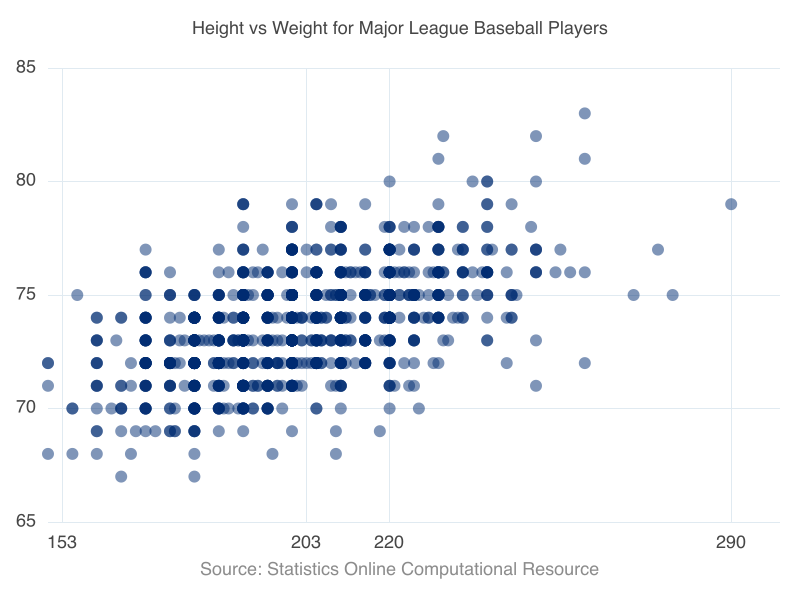 Height vs Weight for Major League Baseball Players
85
80
75
70
65
153 203 220 290
Source: Statistics Online Computational Resource